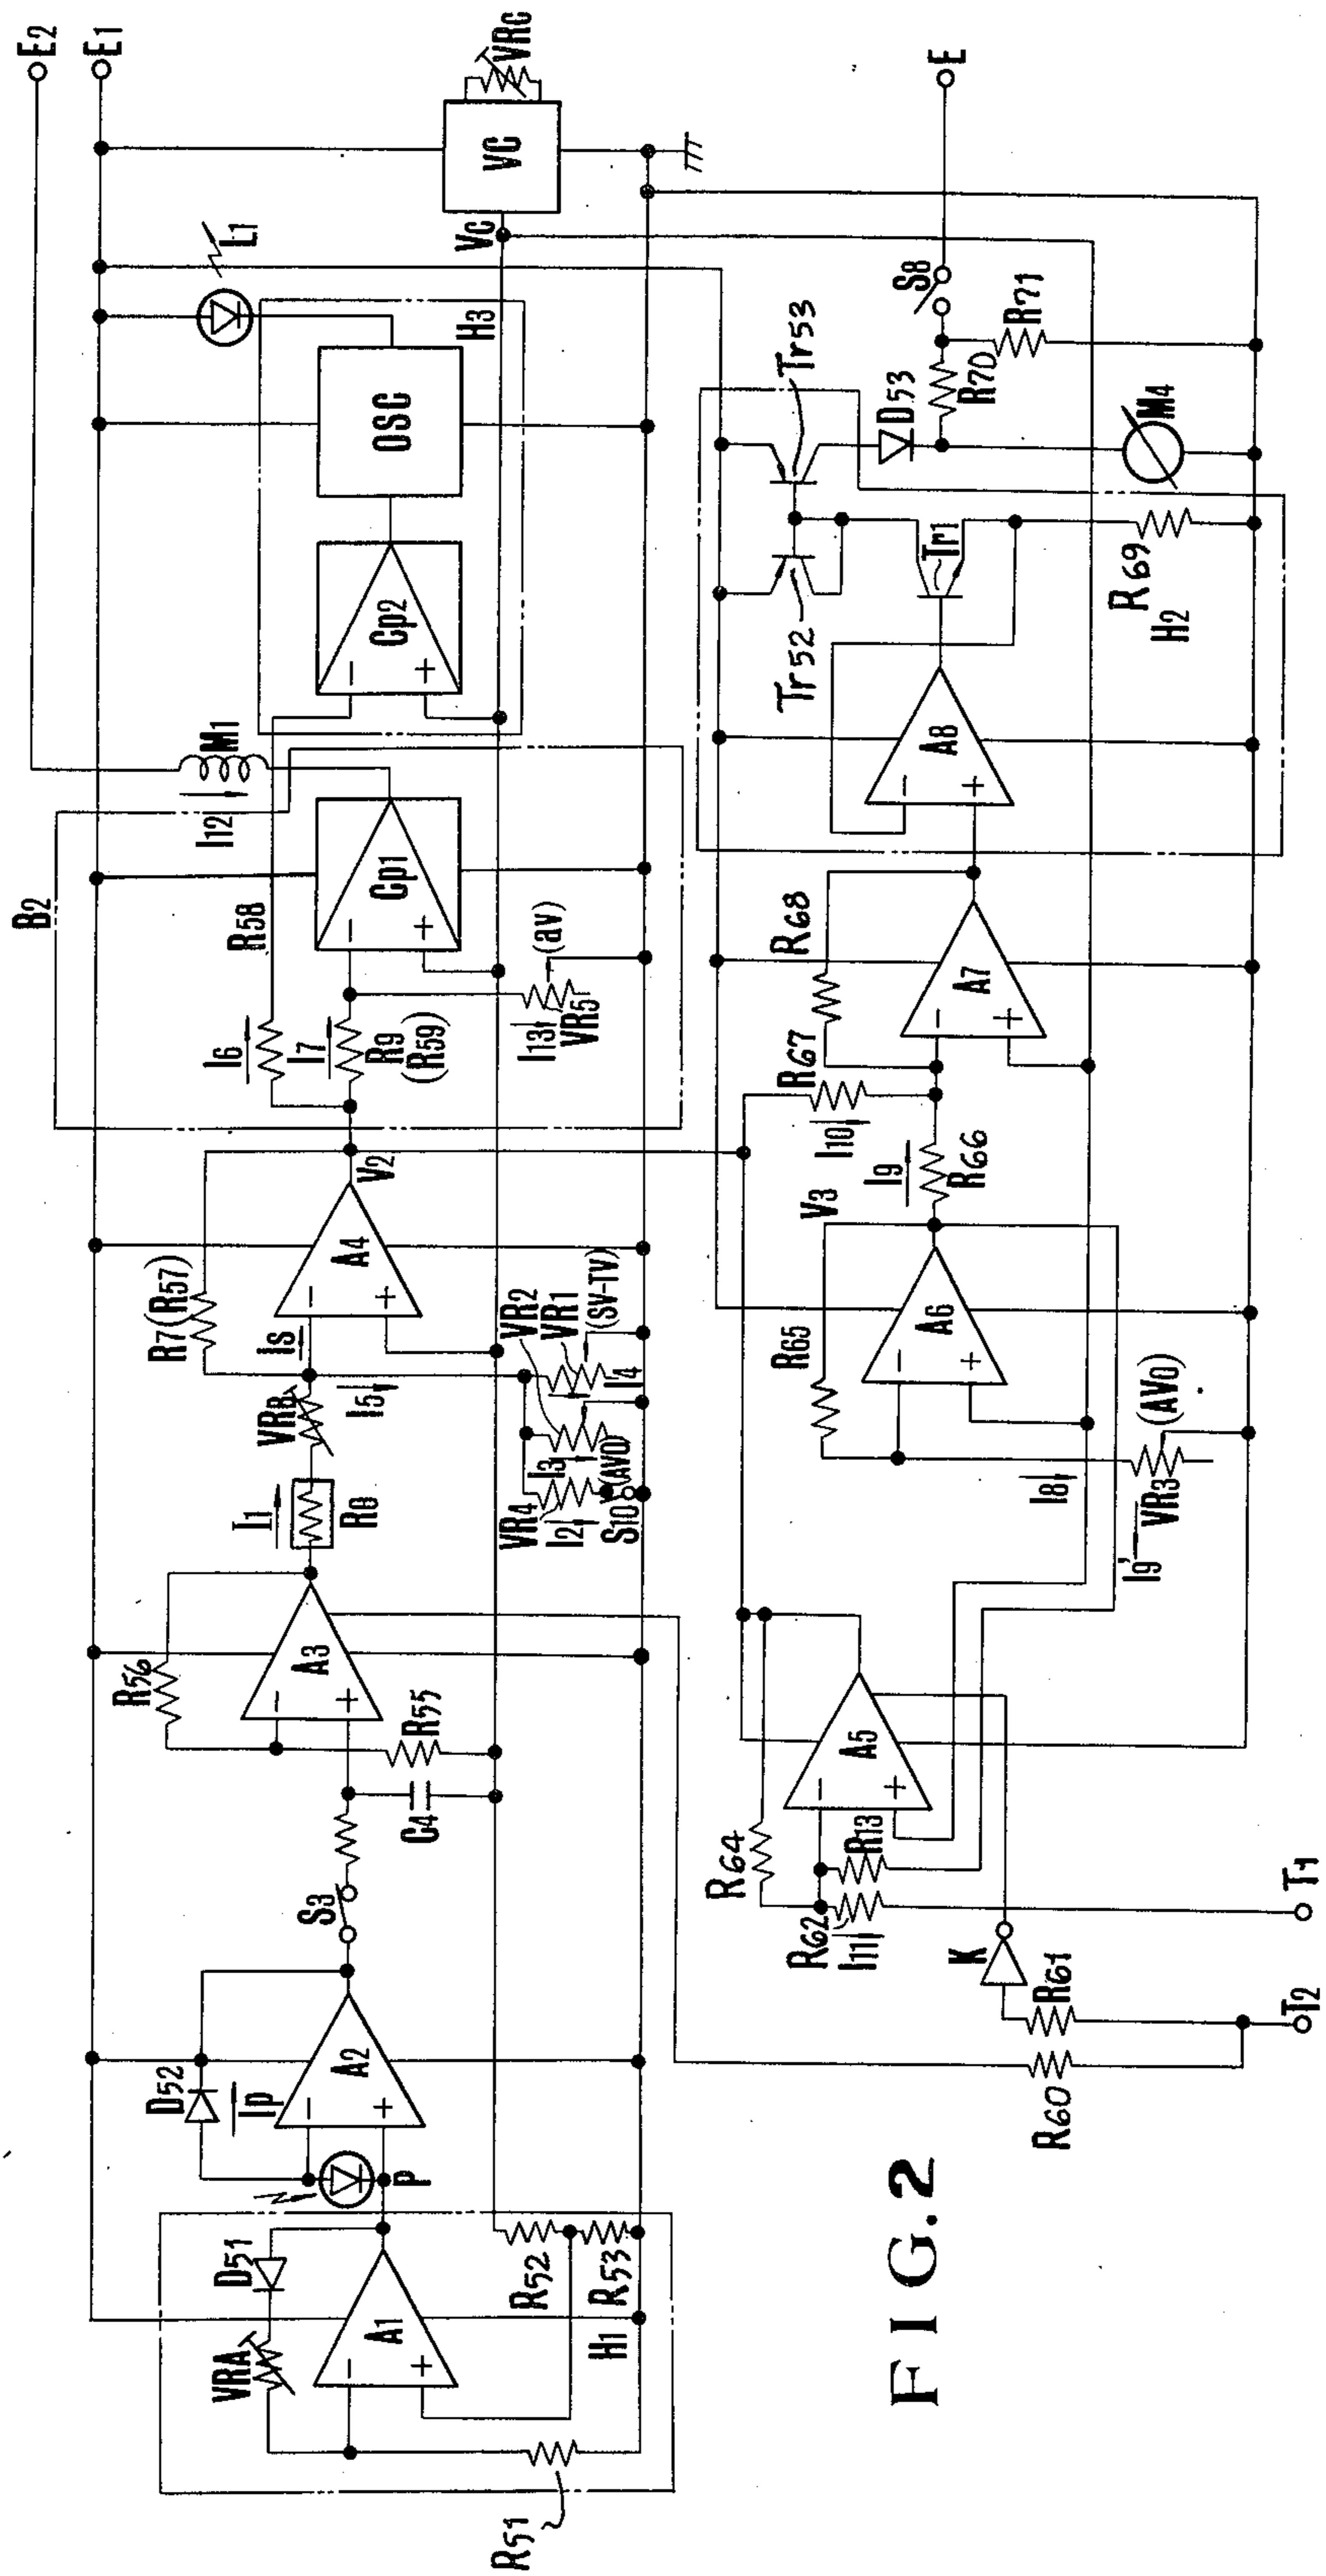 E2
E1
VRC
VC
VC
L1
H3
OSC
Cp2
− +
M1
I12
B2
Cp1
− +
R58
I6
I7
R9
(R59)
I13
VR5
(av)
V2
A4
− +
R7(R57)
is
I5
VRB
VR2
VR1
(SV-TV)
I4
I3
(AVO)
VR4
I2
S10
I1
Rθ
R56
A3
− +
R55
C4
S3
D52
Ip
A2
− +
P
D51
VRA
A1
− +
R52
R53
H1
R51
E
S8
R71
R70
Tr53
D53
M4
Tr52
Tr1
R69
H2
A8
− +
R68
A7
− +
R67
I10
I9
R66
V3
R65
A6
− +
I8
(AVO)
VR3
I9'
A5
− +
R64
R13
R62
I11
K
R61
R60
T1
T2
FIG.2